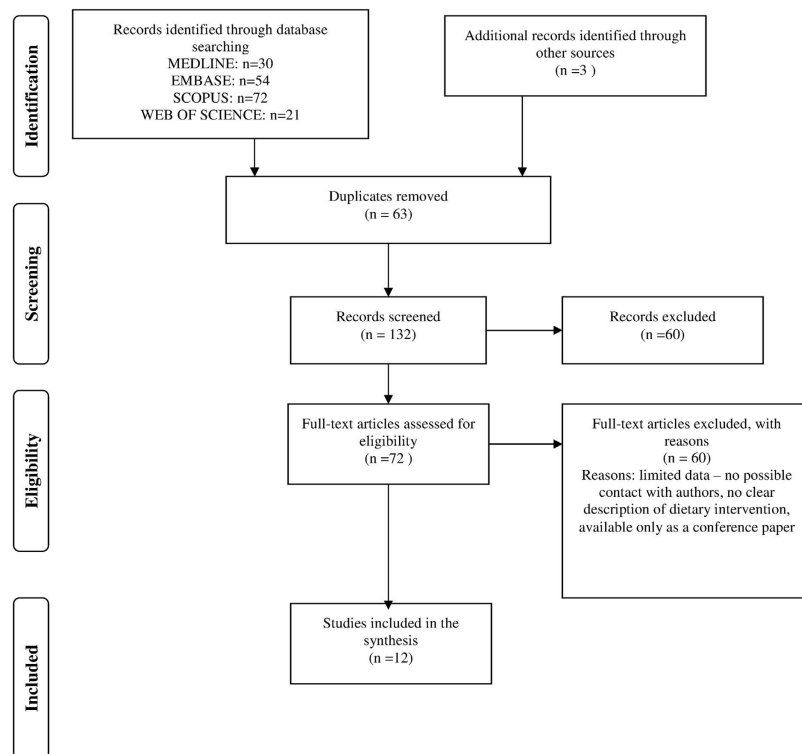 Identification
Records identified through database
searching
MEDLINE: n=30
EMBASE: n=54
SCOPUS: n=72
WEB OF SCIENCE: n=21
Additional records identified through
other sources
(n =3 )
Duplicates removed
(n = 63)
Screening
Records screened
(n = 132)
Records excluded
(n =60)
Eligibility
Full-text articles assessed for
eligibility
(n =72 )
Full-text articles excluded, with
reasons
(n = 60)
Reasons: limited data – no possible
contact with authors, no clear
description of dietary intervention,
available only as a conference paper
Included
Studies included in the
synthesis
(n =12)